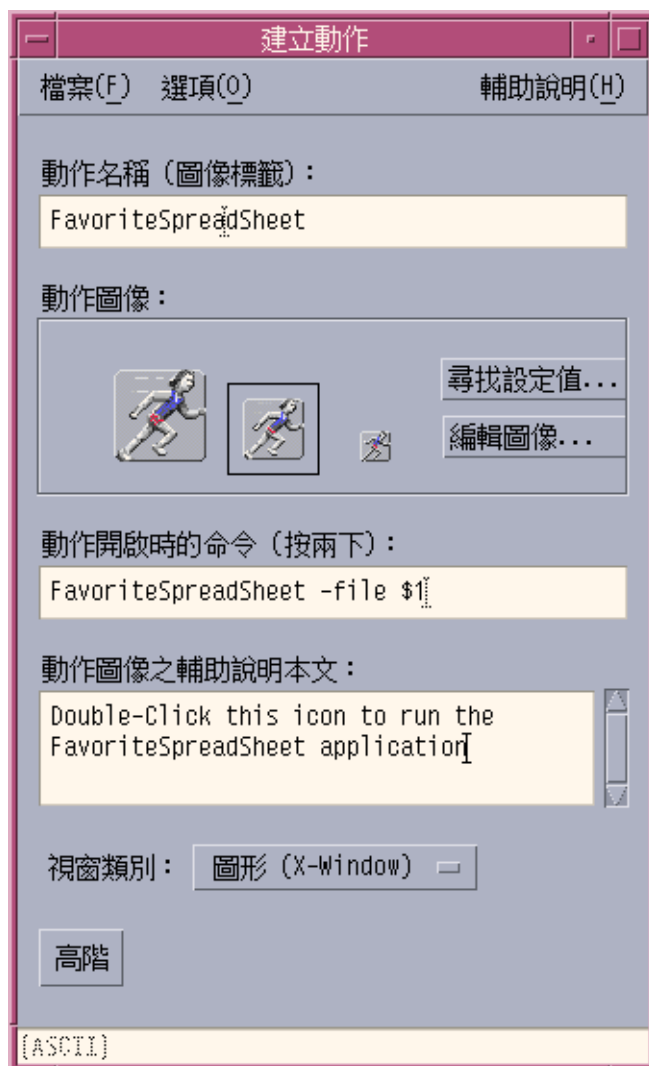 建立動作
檔案(F) 選項(O) 輔助說明(H)
動作名稱（圖像標籤）：
FavoriteSpreadSheet
動作圖像：
尋找設定值...
編輯圖像...
動作開啟時的命令（按兩下）：
FavoriteSpreadSheet -file $1
動作圖像之輔助說明本文：
Double-Click this icon to run the
FavoriteSpreadSheet application
視窗類別： 圖形 (X-Window)
高階
[ASCII]